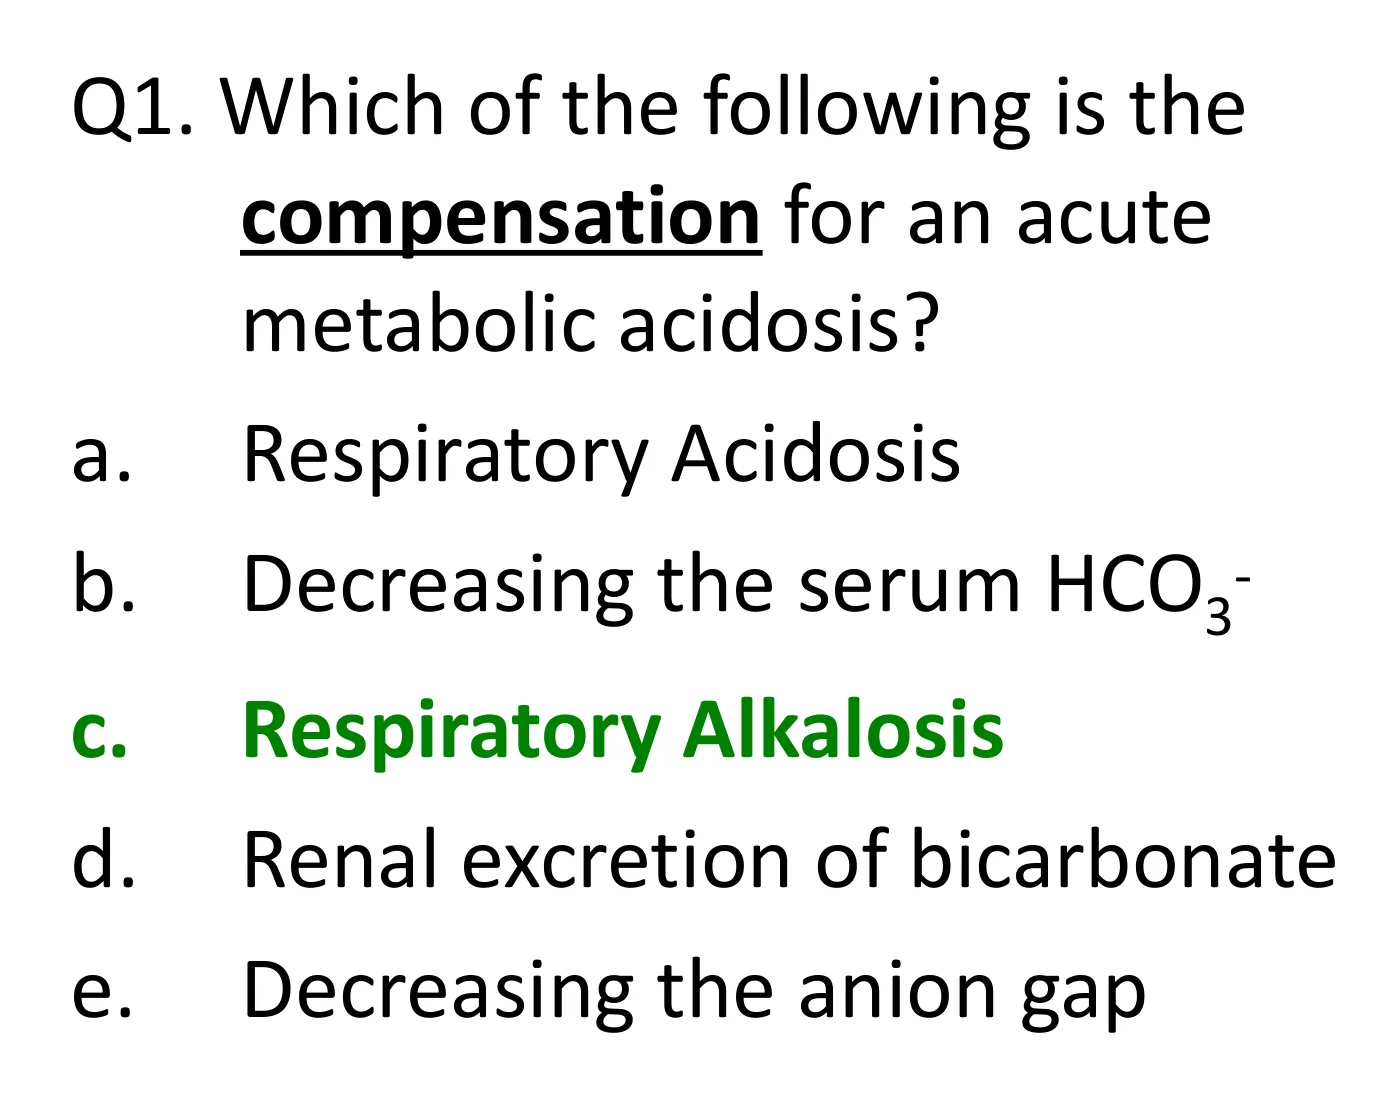 Q1. Which of the following is the
compensation for an acute
metabolic acidosis?
a. Respiratory Acidosis
b. Decreasing the serum HCO₃⁻
c. Respiratory Alkalosis
d. Renal excretion of bicarbonate
e. Decreasing the anion gap